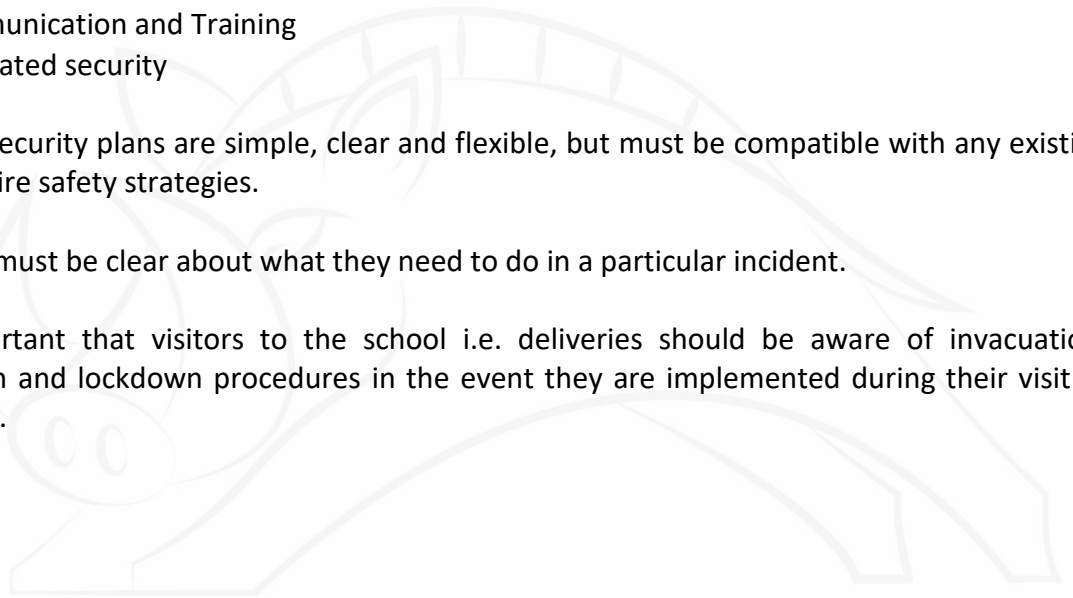 unication and Training
ated security
ecurity plans are simple, clear and flexible, but must be compatible with any existi
ire safety strategies.
must be clear about what they need to do in a particular incident.
rtant that visitors to the school i.e. deliveries should be aware of invacuatio
n and lockdown procedures in the event they are implemented during their visit
.